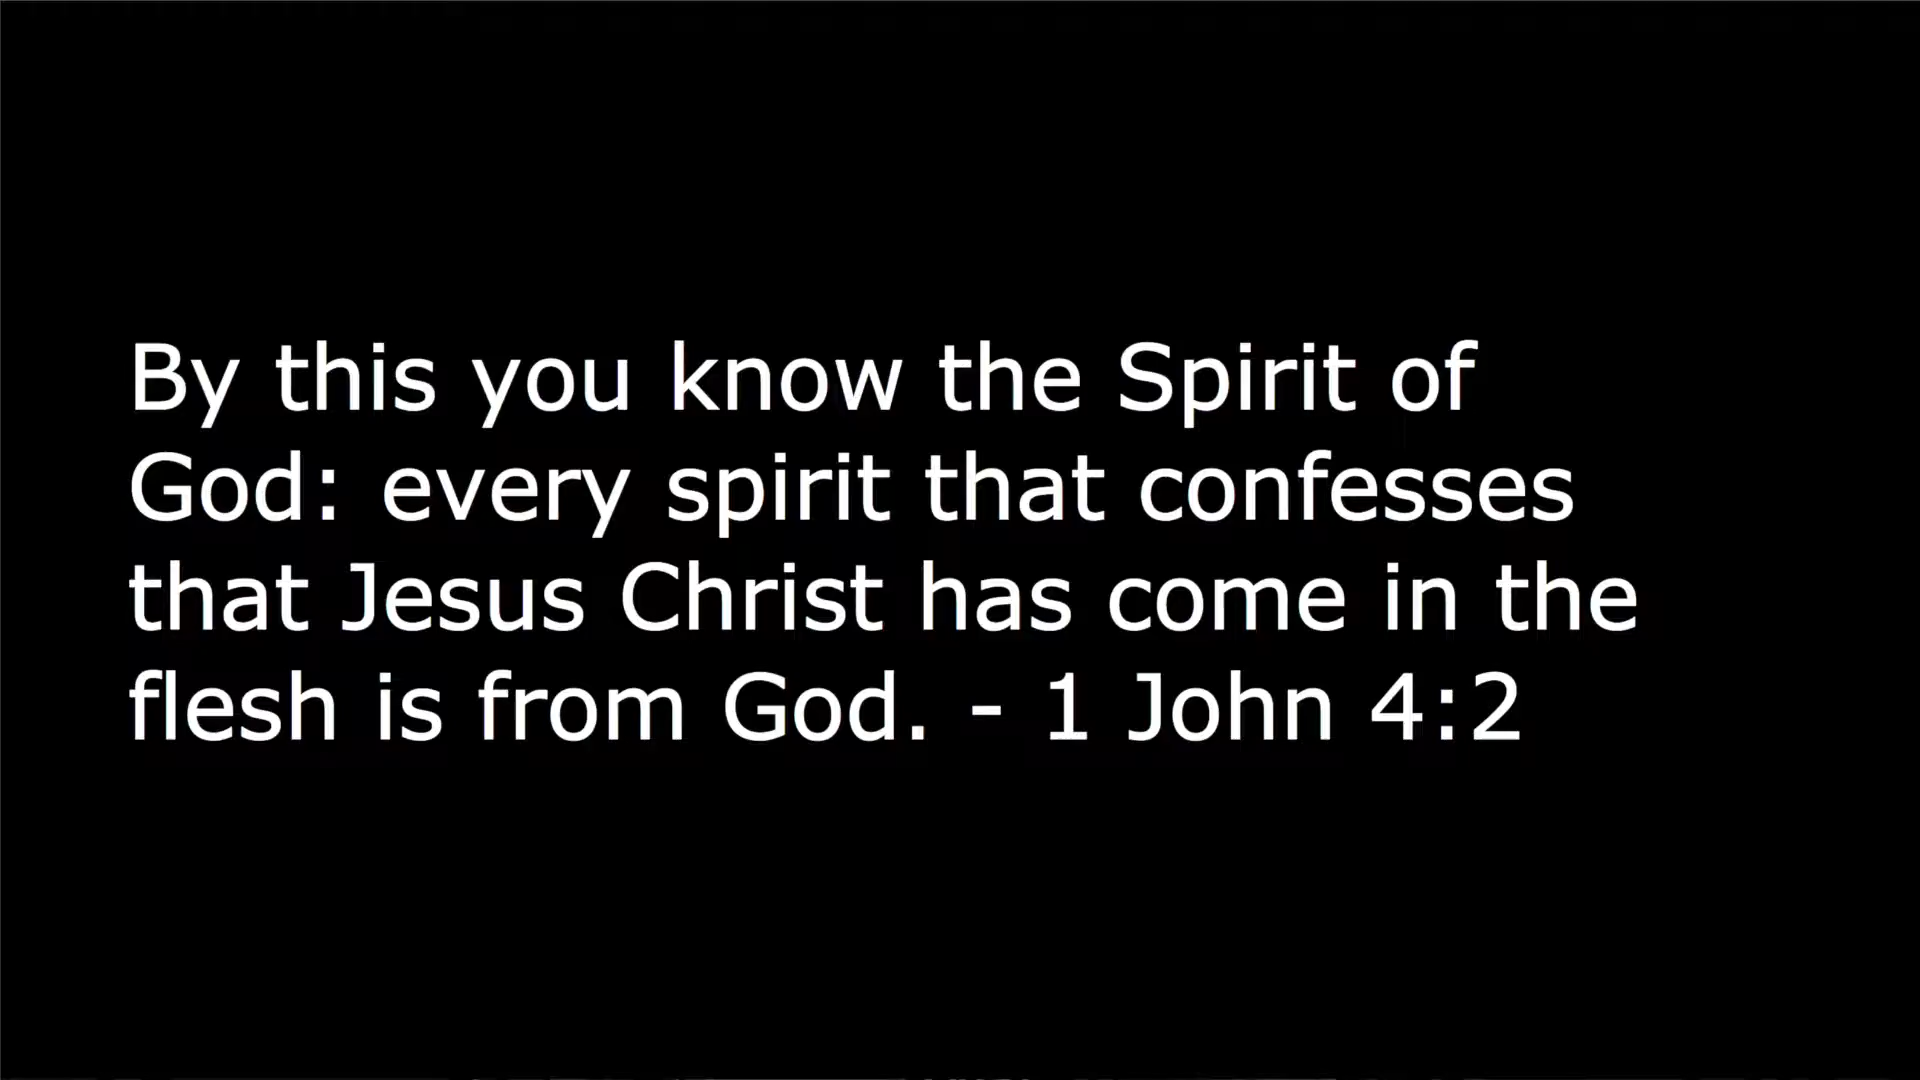 By this you know the Spirit of
God: every spirit that confesses
that Jesus Christ has come in the
flesh is from God. - 1 John 4:2